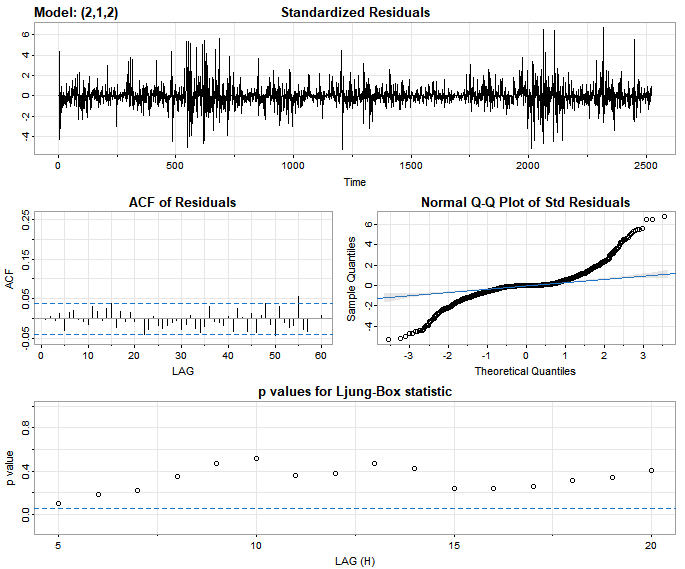 Model: (2,1,2) Standardized Residuals
6
4
2
0
-2
-4
0 500 1000 1500 2000 2500
Time
ACF of Residuals
ACF
0.25
0.15
0.05
-0.05
0 10 20 30 40 50 60
LAG
Normal Q-Q Plot of Std Residuals
Sample Quantiles
6
4
2
0
-2
-4
-3 -2 -1 0 1 2 3
Theoretical Quantiles
p values for Ljung-Box statistic
p value
0.8
0.4
0.0
5 10 15 20
LAG (H)